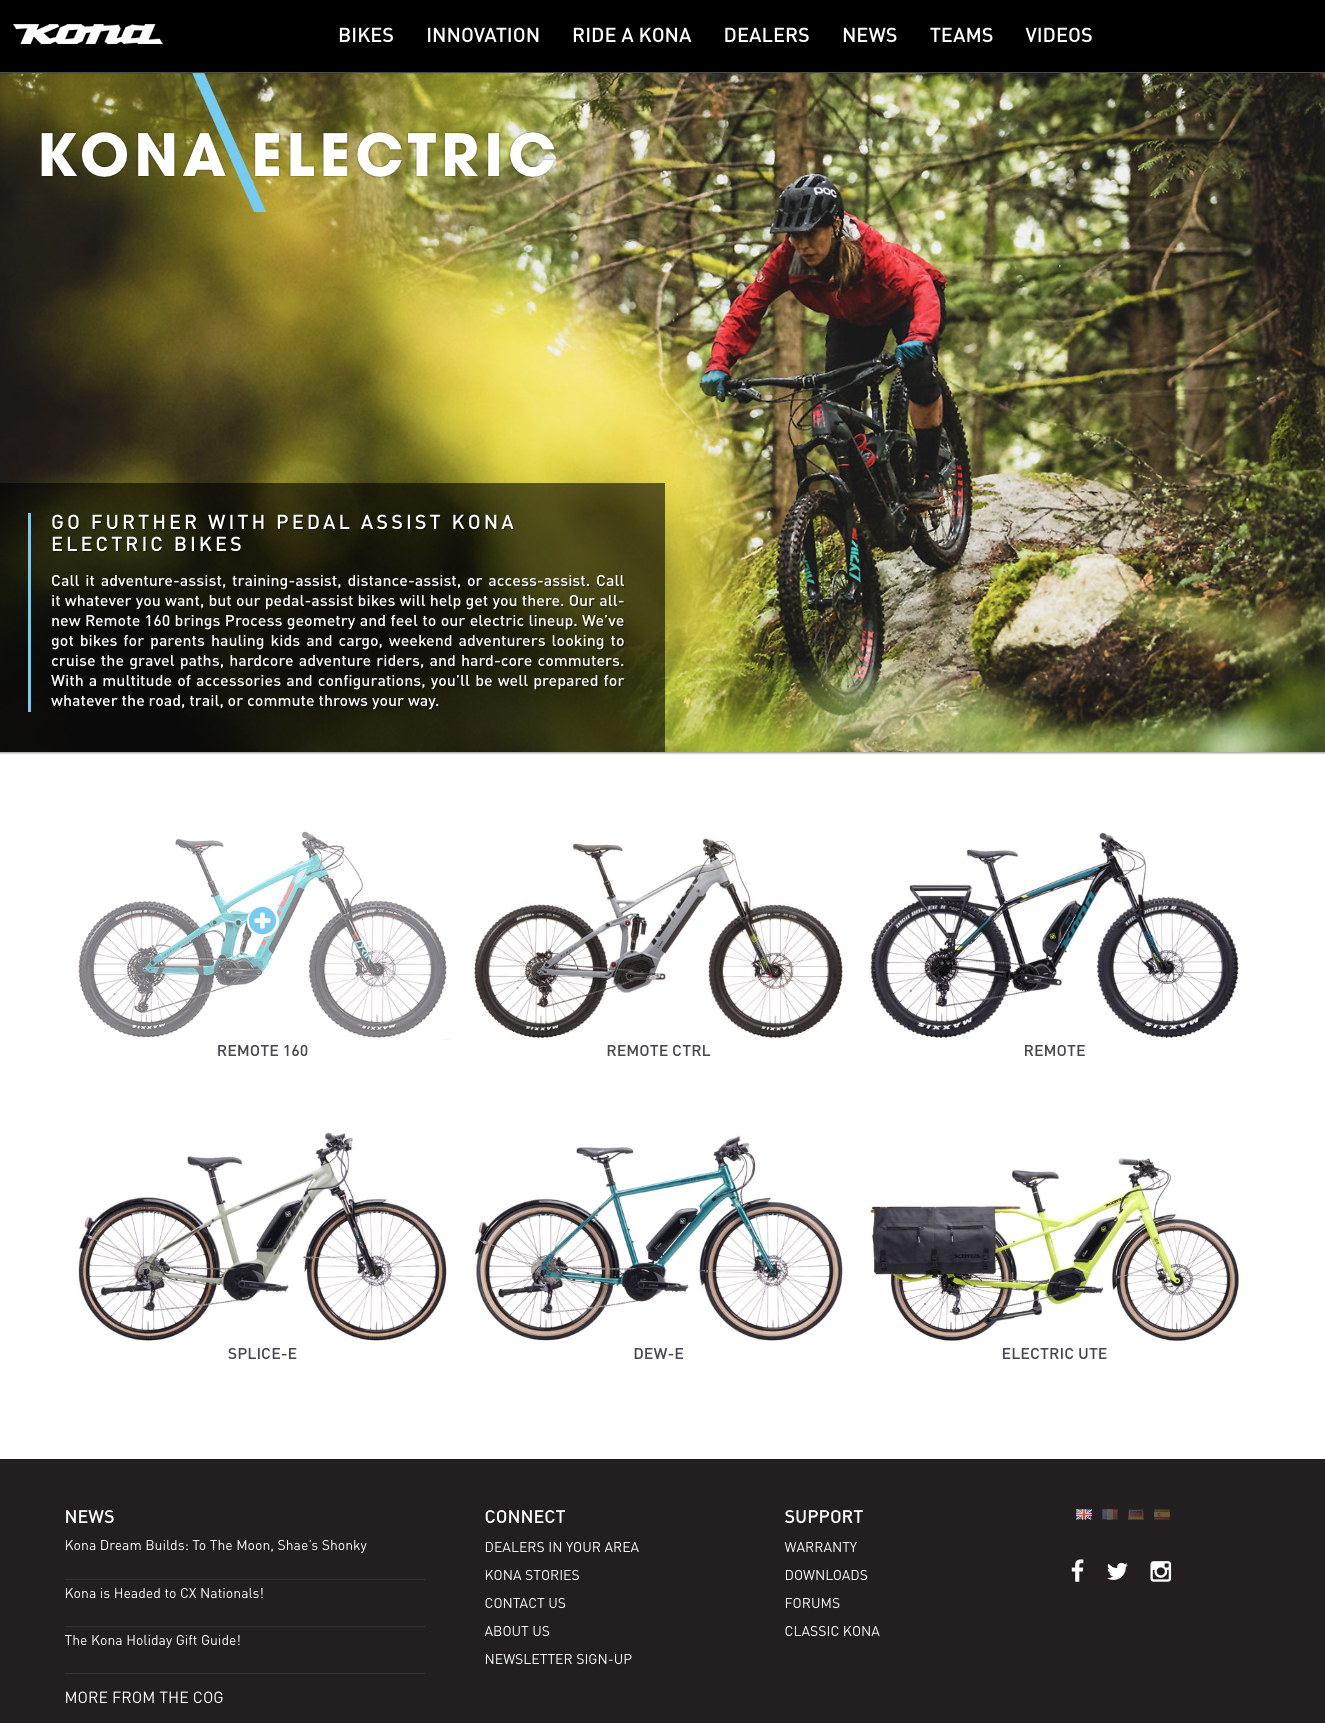 KONA
BIKES INNOVATION RIDE A KONA DEALERS NEWS TEAMS VIDEOS
KONA ELECTRIC
poc
GO FURTHER WITH PEDAL ASSIST KONA
ELECTRIC BIKES
Call it adventure-assist, training-assist, distance-assist, or access-assist. Call
it whatever you want, but our pedal-assist bikes will help get you there. Our all-
new Remote 160 brings Process geometry and feel to our electric lineup. We've
got bikes for parents hauling kids and cargo, weekend adventurers looking to
cruise the gravel paths, hardcore adventure riders, and hard-core commuters.
With a multitude of accessories and configurations, you'll be well prepared for
whatever the road, trail, or commute throws your way.
MAXXIS MAXXIS MAXXIS MAXXIS MAXXIS MAXXIS
REMOTE 160 REMOTE CTRL REMOTE
SPLICE-E DEW-E ELECTRIC UTE
NEWS
Kona Dream Builds: To The Moon, Shae's Shonky
Kona is Headed to CX Nationals!
The Kona Holiday Gift Guide!
MORE FROM THE COG
CONNECT
DEALERS IN YOUR AREA
KONA STORIES
CONTACT US
ABOUT US
NEWSLETTER SIGN-UP
SUPPORT
WARRANTY
DOWNLOADS
FORUMS
CLASSIC KONA